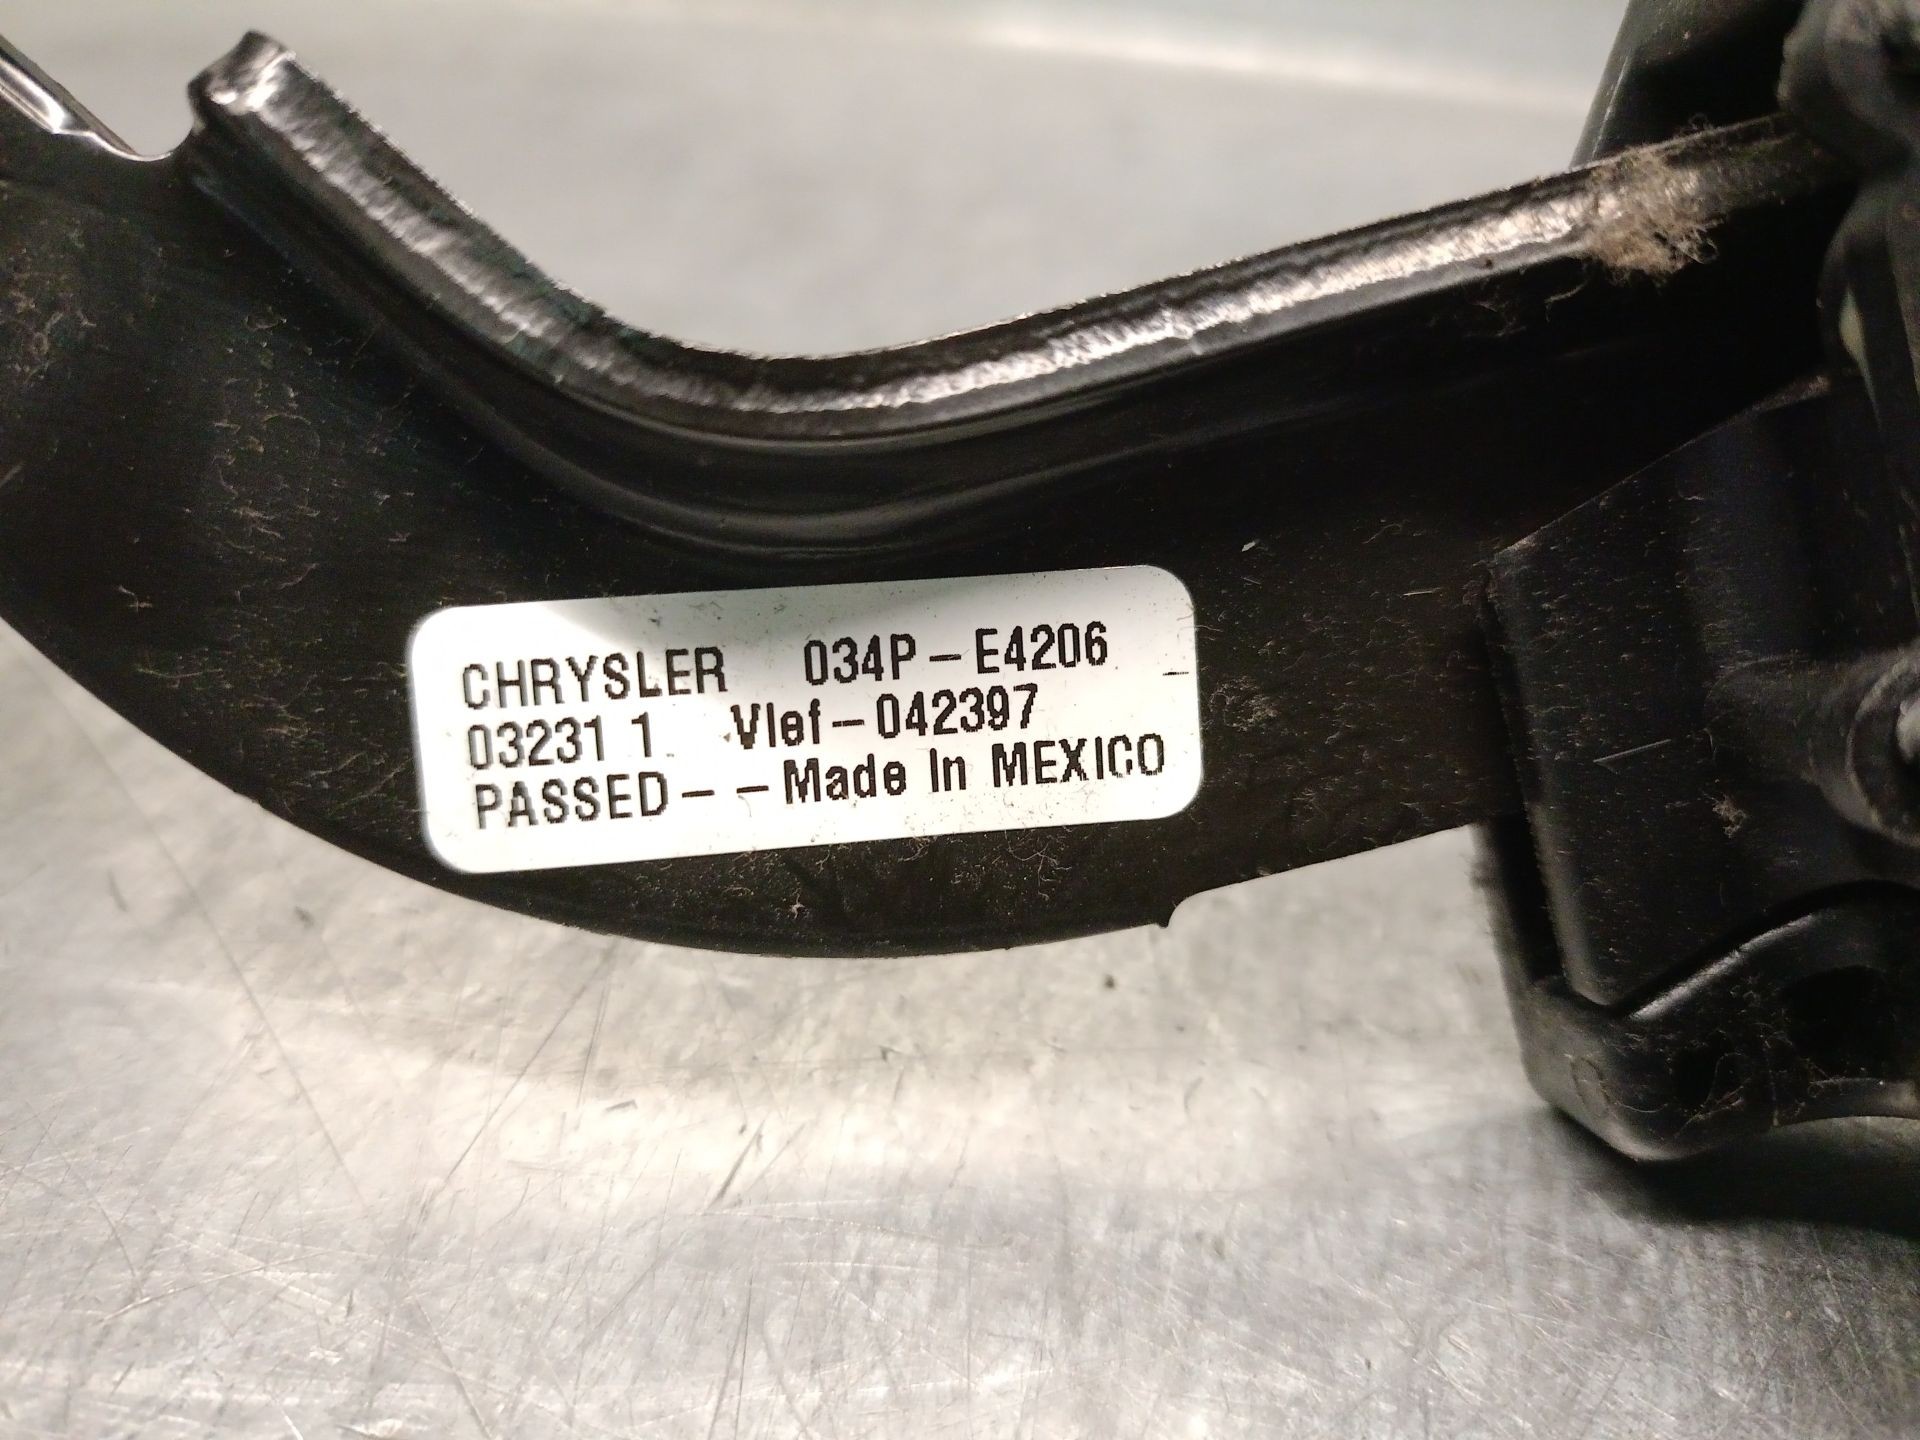 CHRYSLER 034P-E4206
03231 1 Vlef-042397
PASSED--Made In MEXICO